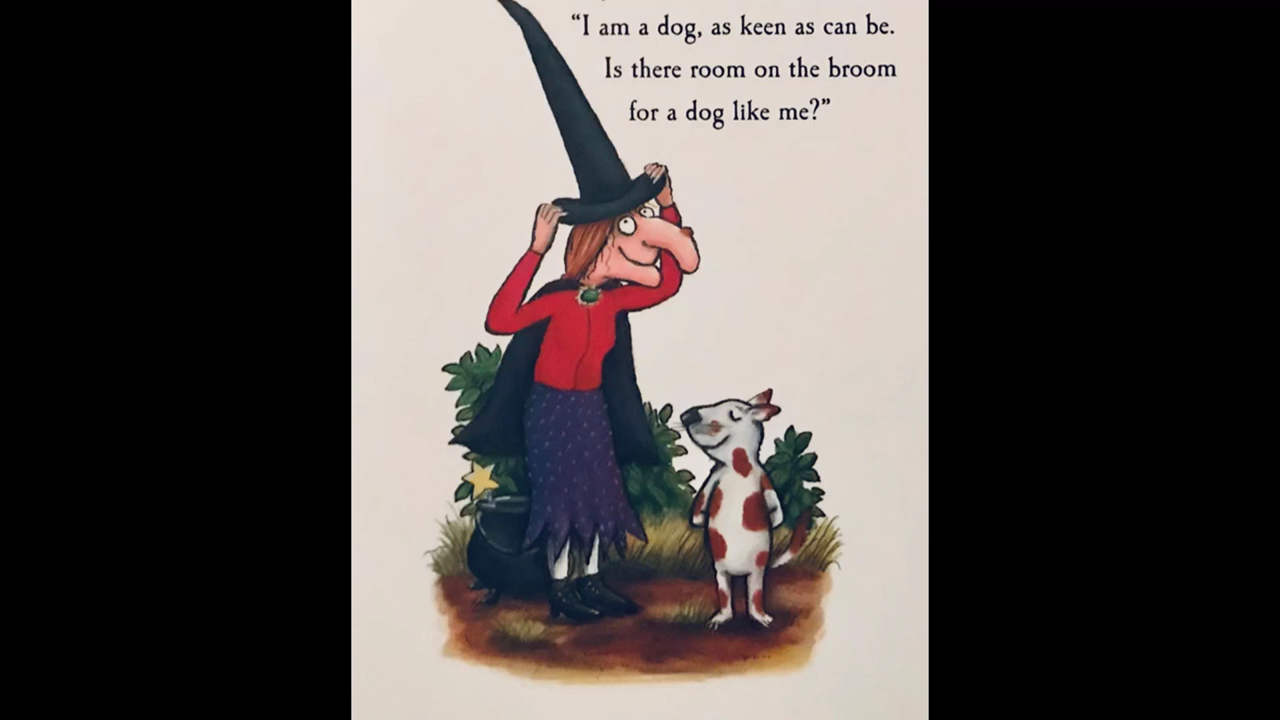 “I am a dog, as keen as can be.
Is there room on the broom
for a dog like me?”